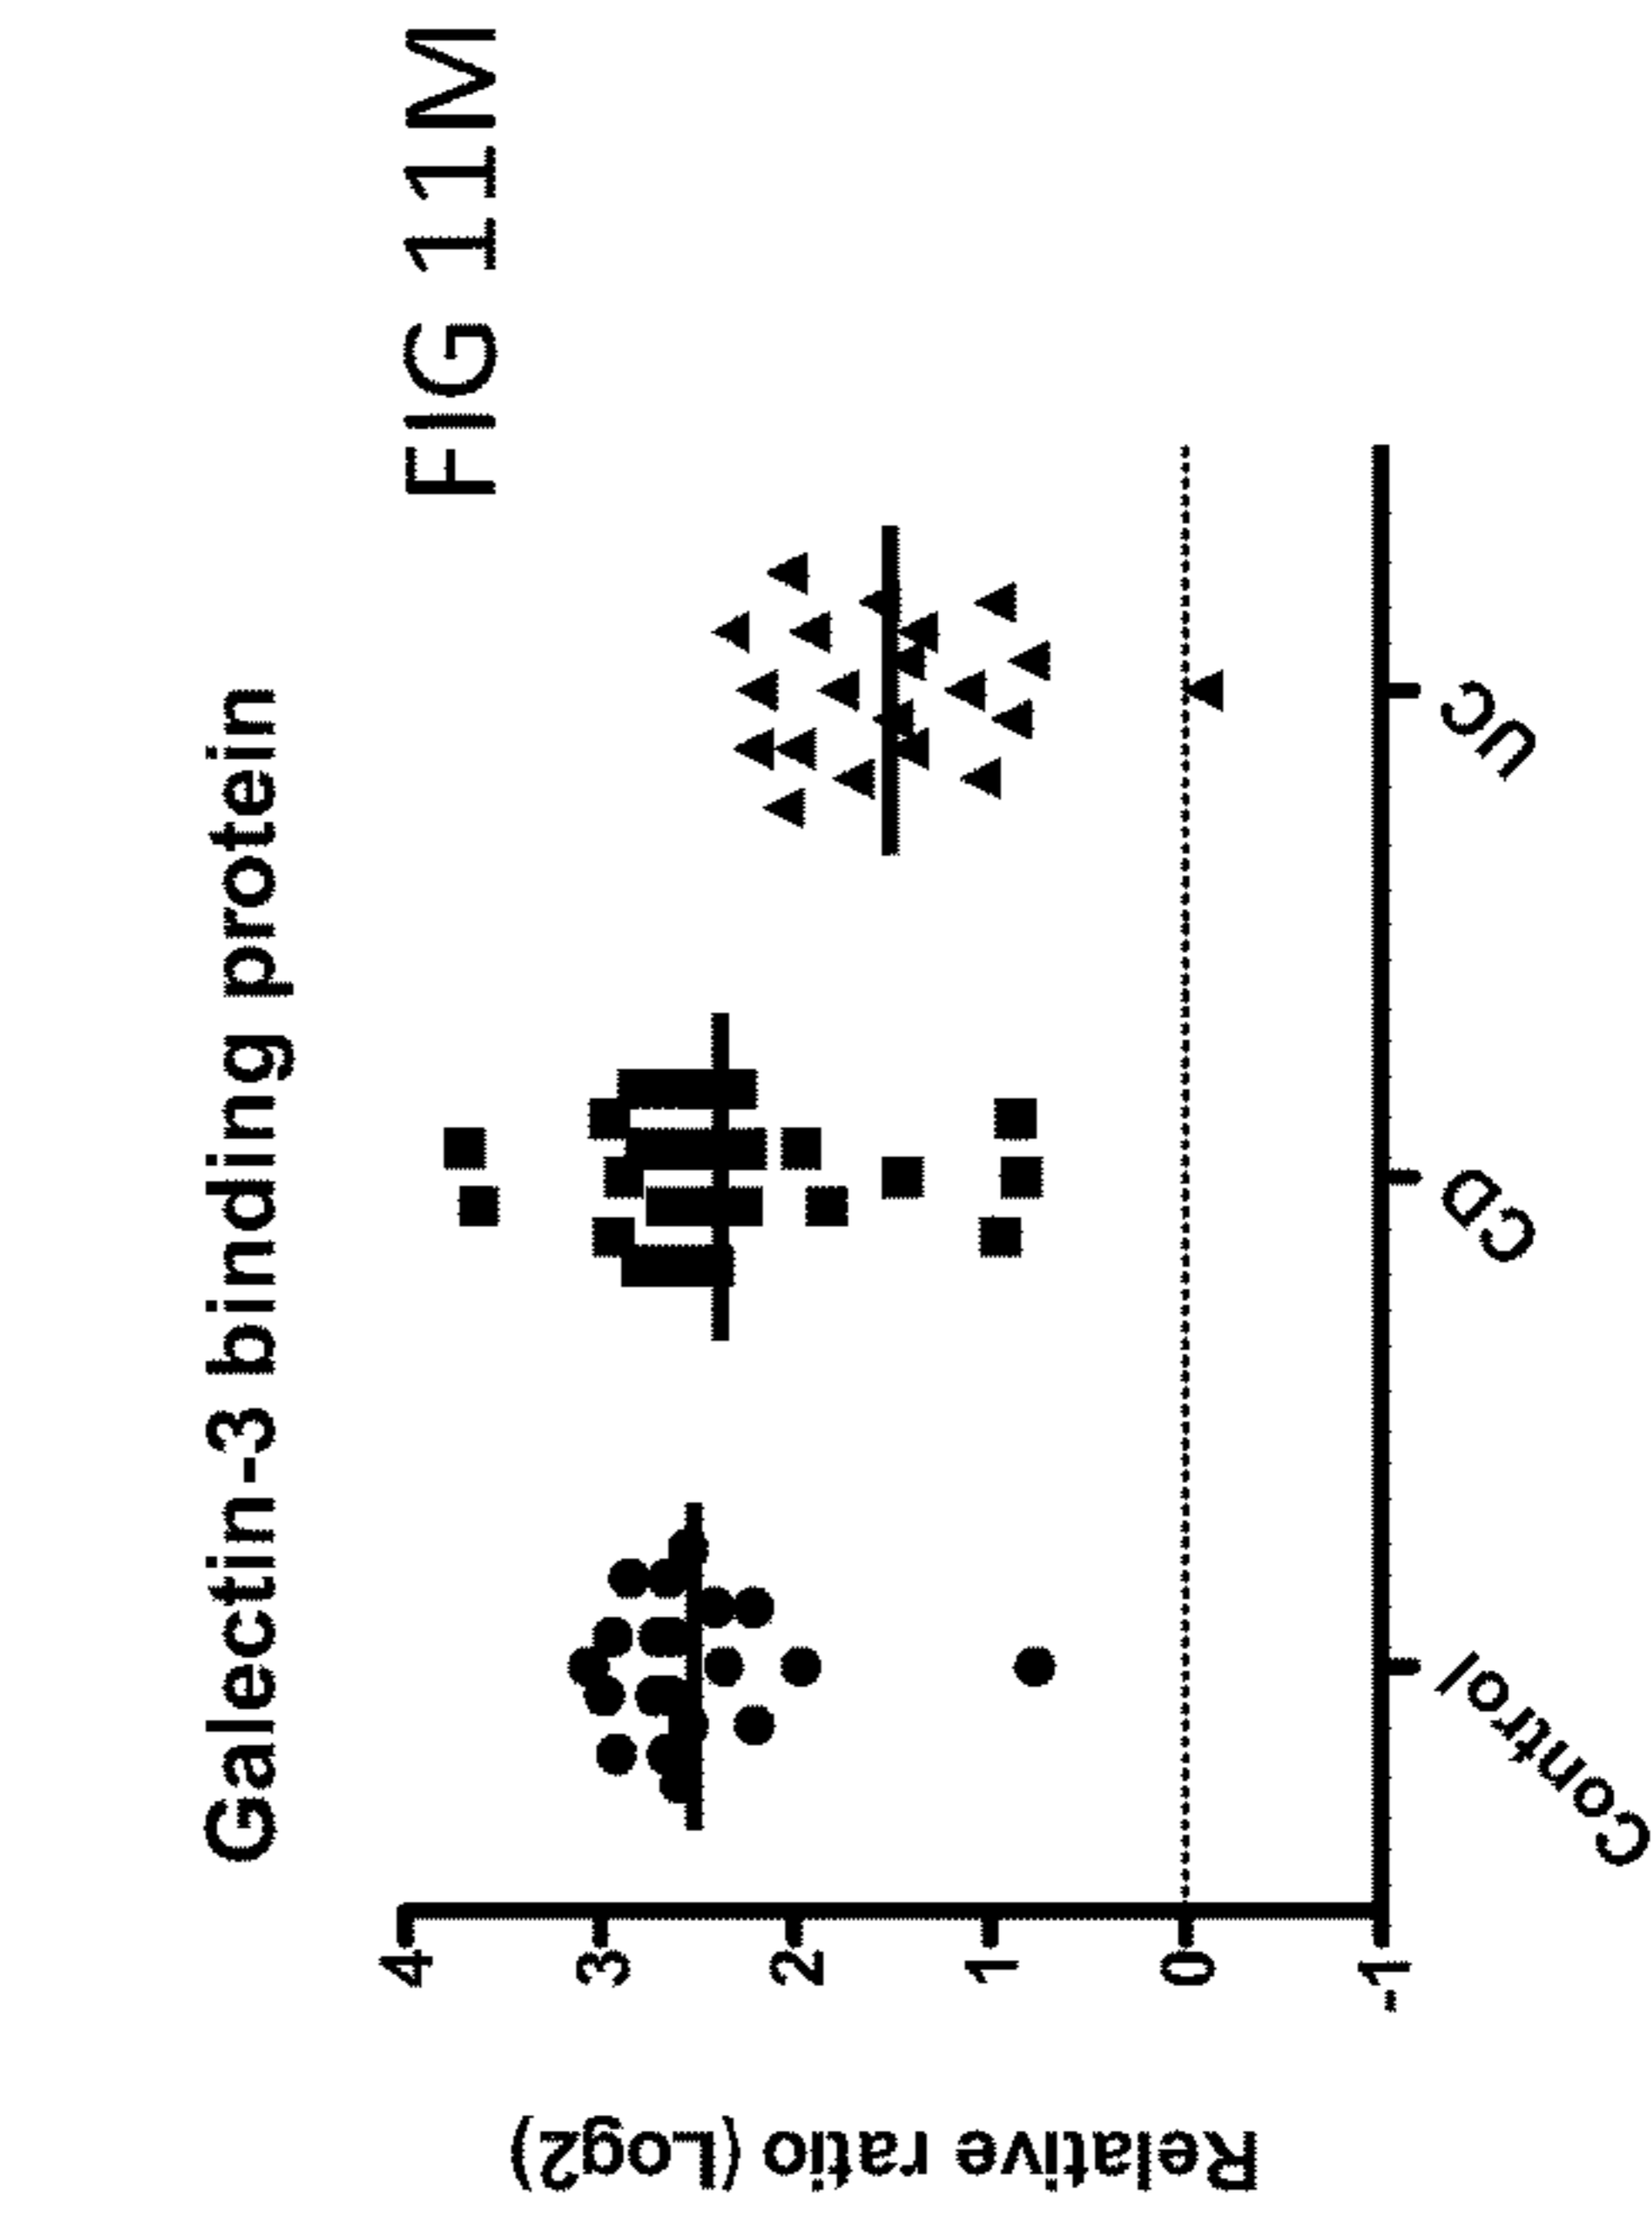 Galectin-3 binding protein
FIG 11M
Relative ratio (Log2)
4
3
2
1
0
-1
Control
CD
UC